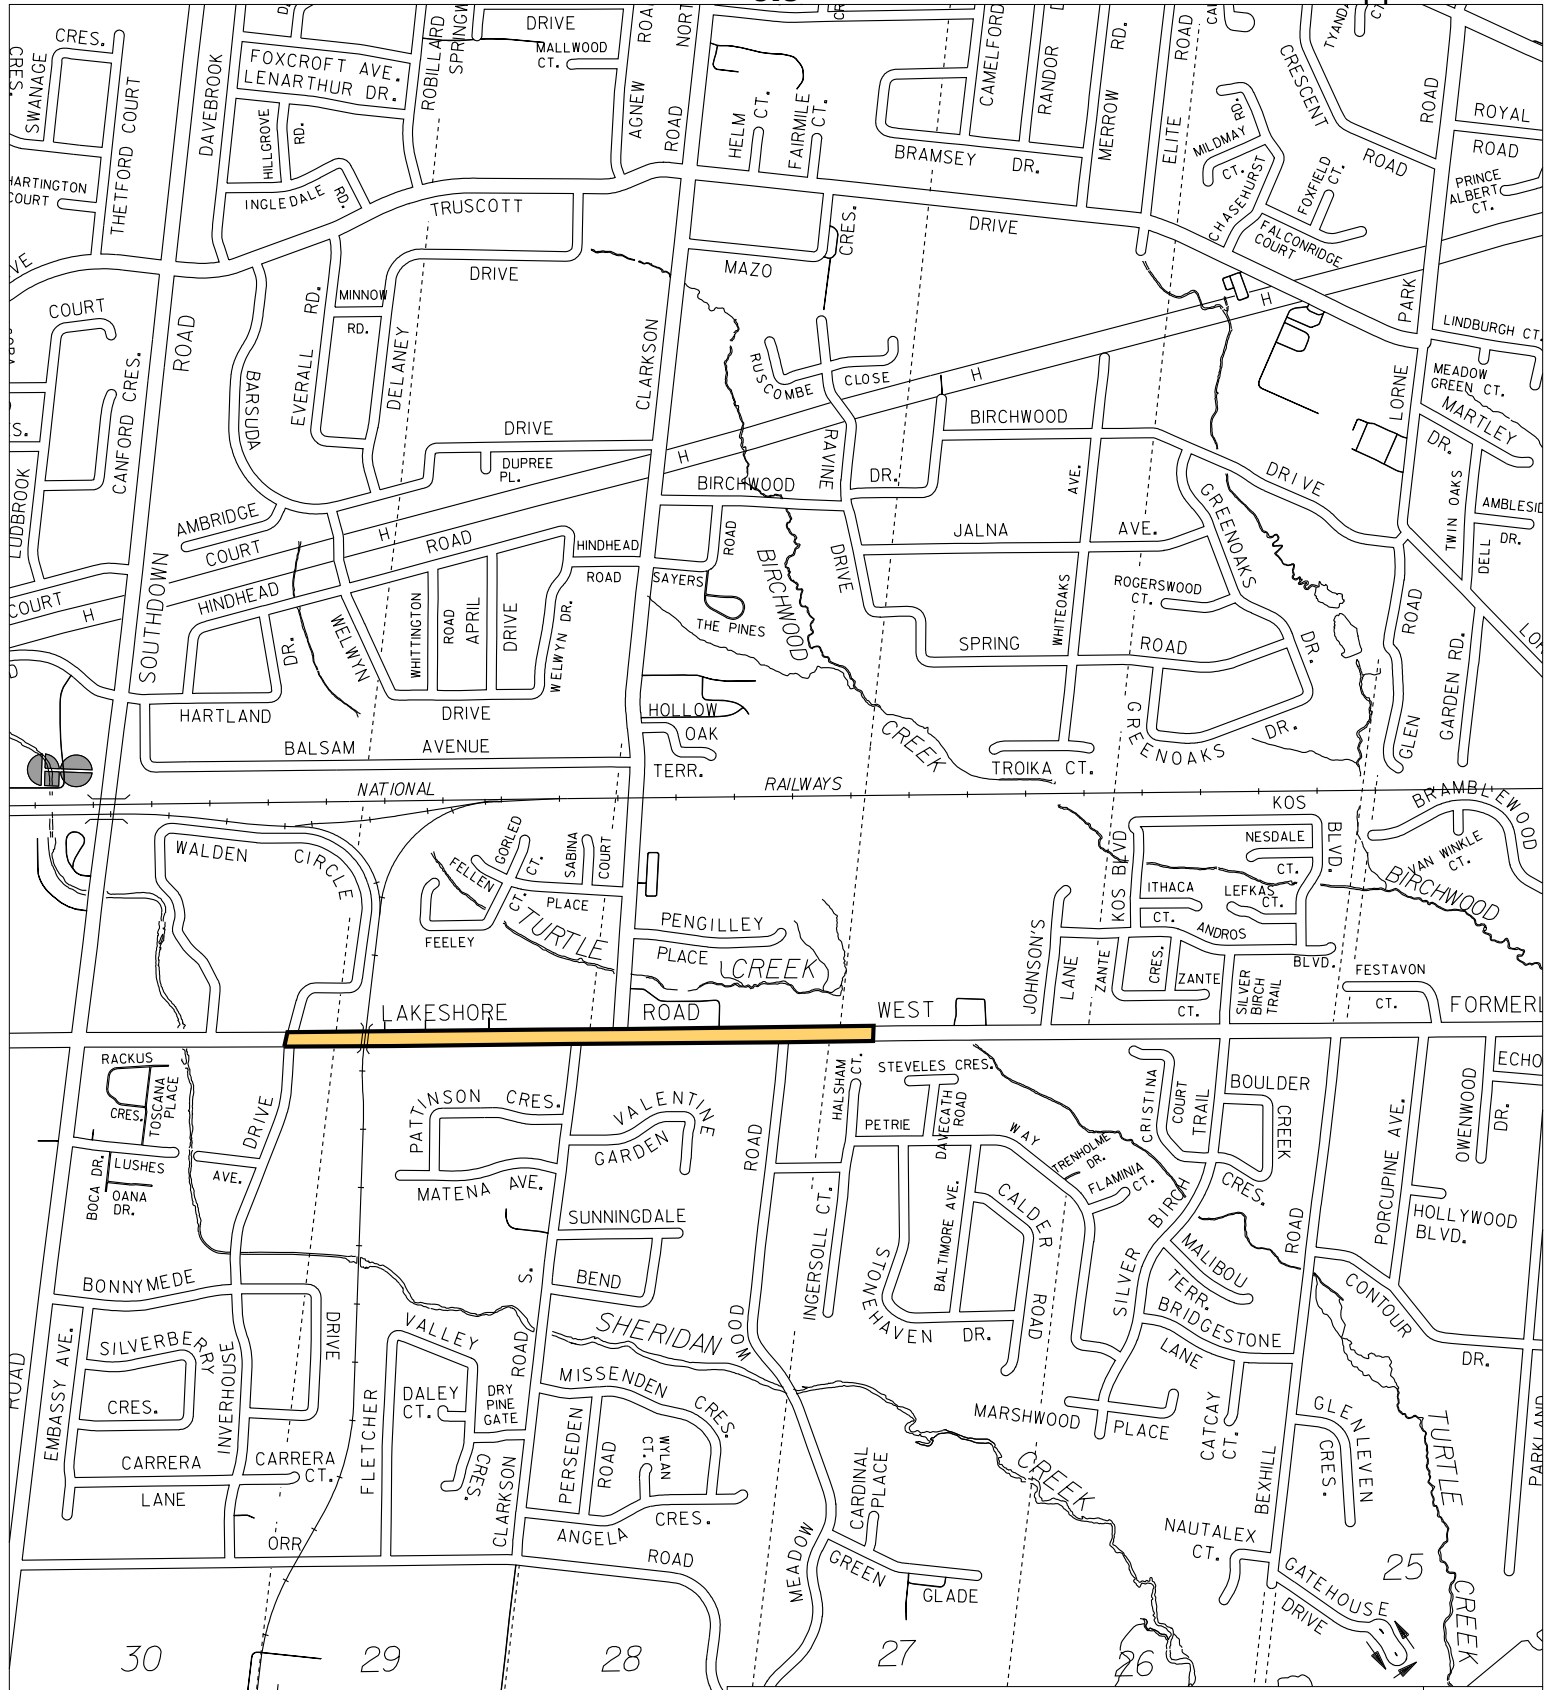 CRES.
SWANAGE
CRES.
THETFORD COURT
DAVEBROOK
FOXCROFT AVE.
LENARTHUR DR.
ROBILLARD
DRIVE
MALLWOOD
CT.
AGNEW
ROAD
HELM CT.
FAIRMILE
CT.
CAMELFORD
RANDOR
MERROW RD.
ELITE ROAD
CRESCENT
ROAD
ROAD
ROYAL
ROAD
PRINCE
ALBERT
CT.
HILLGROVE
RD.
INGLEDALE
RD.
TRUSCOTT
DRIVE
BRAMSEY DR.
MILDMAY RD.
CT.
CHASEHURST
FOXFIELD
CT.
FALCONRIDGE
COURT
COURT
CANFORD CRES.
ROAD
BARSUDA
EVERALL RD.
MINNOW
RD.
DELANEY
DRIVE
MAZO
CRES.
CLARKSON
RUSCOMBE
CLOSE
H
H
LORNE
PARK
LINDBURGH CT.
MEADOW
GREEN CT.
MARTLEY
DR.
LUDBROOK
AMBRIDGE
COURT
DRIVE
DUPREE
PL.
H
H
BIRCHWOOD
DR.
RAVINE
DRIVE
BIRCHWOOD
DRIVE
AVE.
WHITEOAKS
JALNA
AVE.
GREENOAKS
DR.
ROGERSWOOD
CT.
TWIN OAKS
DELL
DR.
COURT
H
SOUTHDOWN
HINDHEAD
ROAD
HINDHEAD
ROAD
SAYERS
ROAD
THE PINES
BIRCHWOOD
CREEK
WELWYN
WHITTINGTON
ROAD
APRIL
DRIVE
WELWYN DR.
DR.
HARTLAND
DRIVE
BALSAM
AVENUE
HOLLOW
OAK
TERR.
SPRING
ROAD
GREENOAKS
DR.
TROIKA CT.
GLEN
ROAD
GARDEN RD.
NATIONAL
RAILWAYS
WALDEN
CIRCLE
FELLEN
CT.
GORLED
CT.
SABINA
COURT
PLACE
FEELEY
TURTLE
CREEK
PENGILLEY
PLACE
KOS
BLVD.
KOS BLVD
NESDALE
CT.
ITHACA
CT.
LEFKAS
CT.
ANDROS
BLVD.
BRAMBLEWOOD
VAN WINKLE
CT.
BIRCHWOOD
JOHNSON'S
LANE
ZANTE
CRES.
ZANTE
CT.
SILVER
BIRCH
TRAIL
FESTAVON
CT.
LAKESHORE
ROAD
WEST
RACKUS
CRES.
TOSCANA
PLACE
BOCA DR.
LUSHES
AVE.
OANA
DR.
DRIVE
PATTINSON
CRES.
MATENA AVE.
VALENTINE
GARDEN
SUNNINGDALE
BEND
ROAD
HALSHAM
CT.
STEVELES CRES.
PETRIE
WAY
DAVECATH
ROAD
TRENHOLME
DR.
FLAMINIA
CT.
CRISTINA
COURT
TRAIL
BOULDER
CREEK
CRES.
ROAD
PORCUPINE AVE.
OWENWOOD
DR.
HOLLYWOOD
BLVD.
INGERSOLL CT.
BALTIMORE AVE.
STONEHAVEN
DR.
CALDER
ROAD
SILVER
BIRCH
MALIBOU
TERR.
BRIDGESTONE
LANE
CONTOUR
DR.
BONNYMEDE
DRIVE
SILVERBERRY
CRES.
EMBASSY AVE.
INVERHOUSE
CARRERA
LANE
CARRERA
CT.
FLETCHER
VALLEY
DALEY
CT.
DRY
PINE
GATE
CRES.
S.
ROAD
CLARKSON
SHERIDAN
CREEK
MISSENDEN
CRES.
PERSEDEN
ROAD
WYLAN
CT.
ANGELA
CRES.
ROAD
ORR
MEADOW
WOOD
CARDINAL
PLACE
GREEN
GLADE
MARSHWOOD
PLACE
CATCAY
CT.
BEXHILL
GLENLEVEN
CRES.
TURTLE
CREEK
NAUTALEX
CT.
GATEHOUSE
DRIVE
30
29
28
27
26
25